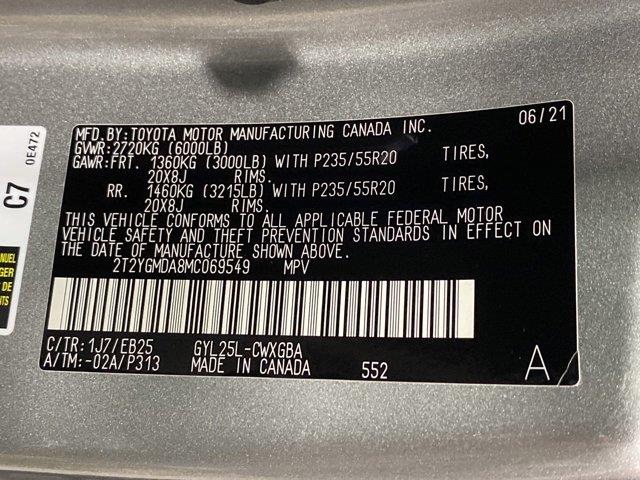 MFD.BY:TOYOTA MOTOR MANUFACTURING CANADA INC. 06/21
GVWR:2720KG (6000LB)
GAWR:FRT. 1360KG (3000LB) WITH P235/55R20 TIRES,
20X8J RIMS.
RR. 1460KG (3215LB) WITH P235/55R20 TIRES,
20X8J RIMS.
THIS VEHICLE CONFORMS TO ALL APPLICABLE FEDERAL MOTOR
VEHICLE SAFETY AND THEFT PREVENTION STANDARDS IN EFFECT ON
THE DATE OF MANUFACTURE SHOWN ABOVE.
2T2YGMDA8MC069549 MPV
C/TR:1J7/EB25 GYL25L-CWXGBA
A/TM:-02A/P313 MADE IN CANADA 552 A
C7
0E472